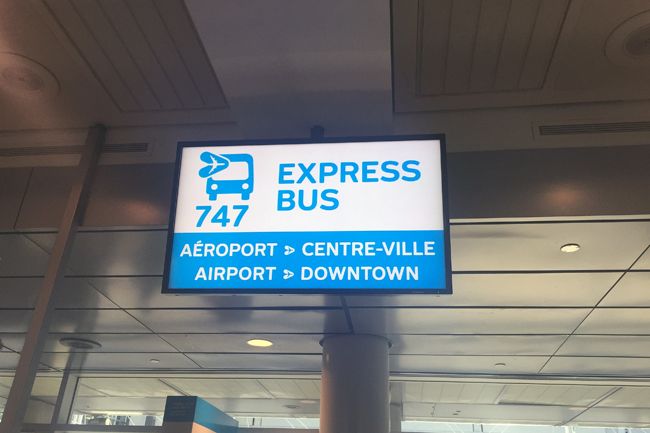 747
EXPRESS
BUS
AÉROPORT > CENTRE-VILLE
AIRPORT > DOWNTOWN